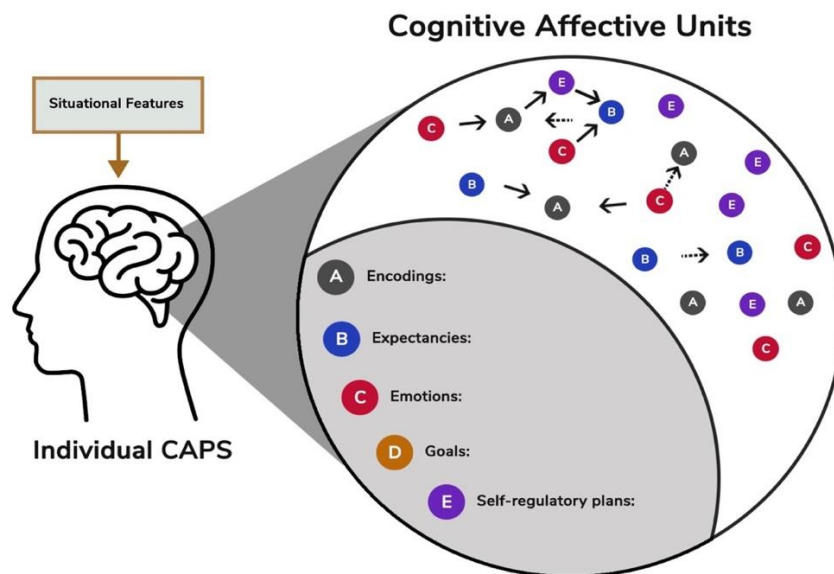 Cognitive Affective Units
Situational Features
E
B
E
C
A
A
C
E
B
C
A
E
B
B
C
A
E
A
C
A Encodings:
B Expectancies:
C Emotions:
D Goals:
E Self-regulatory plans:
Individual CAPS